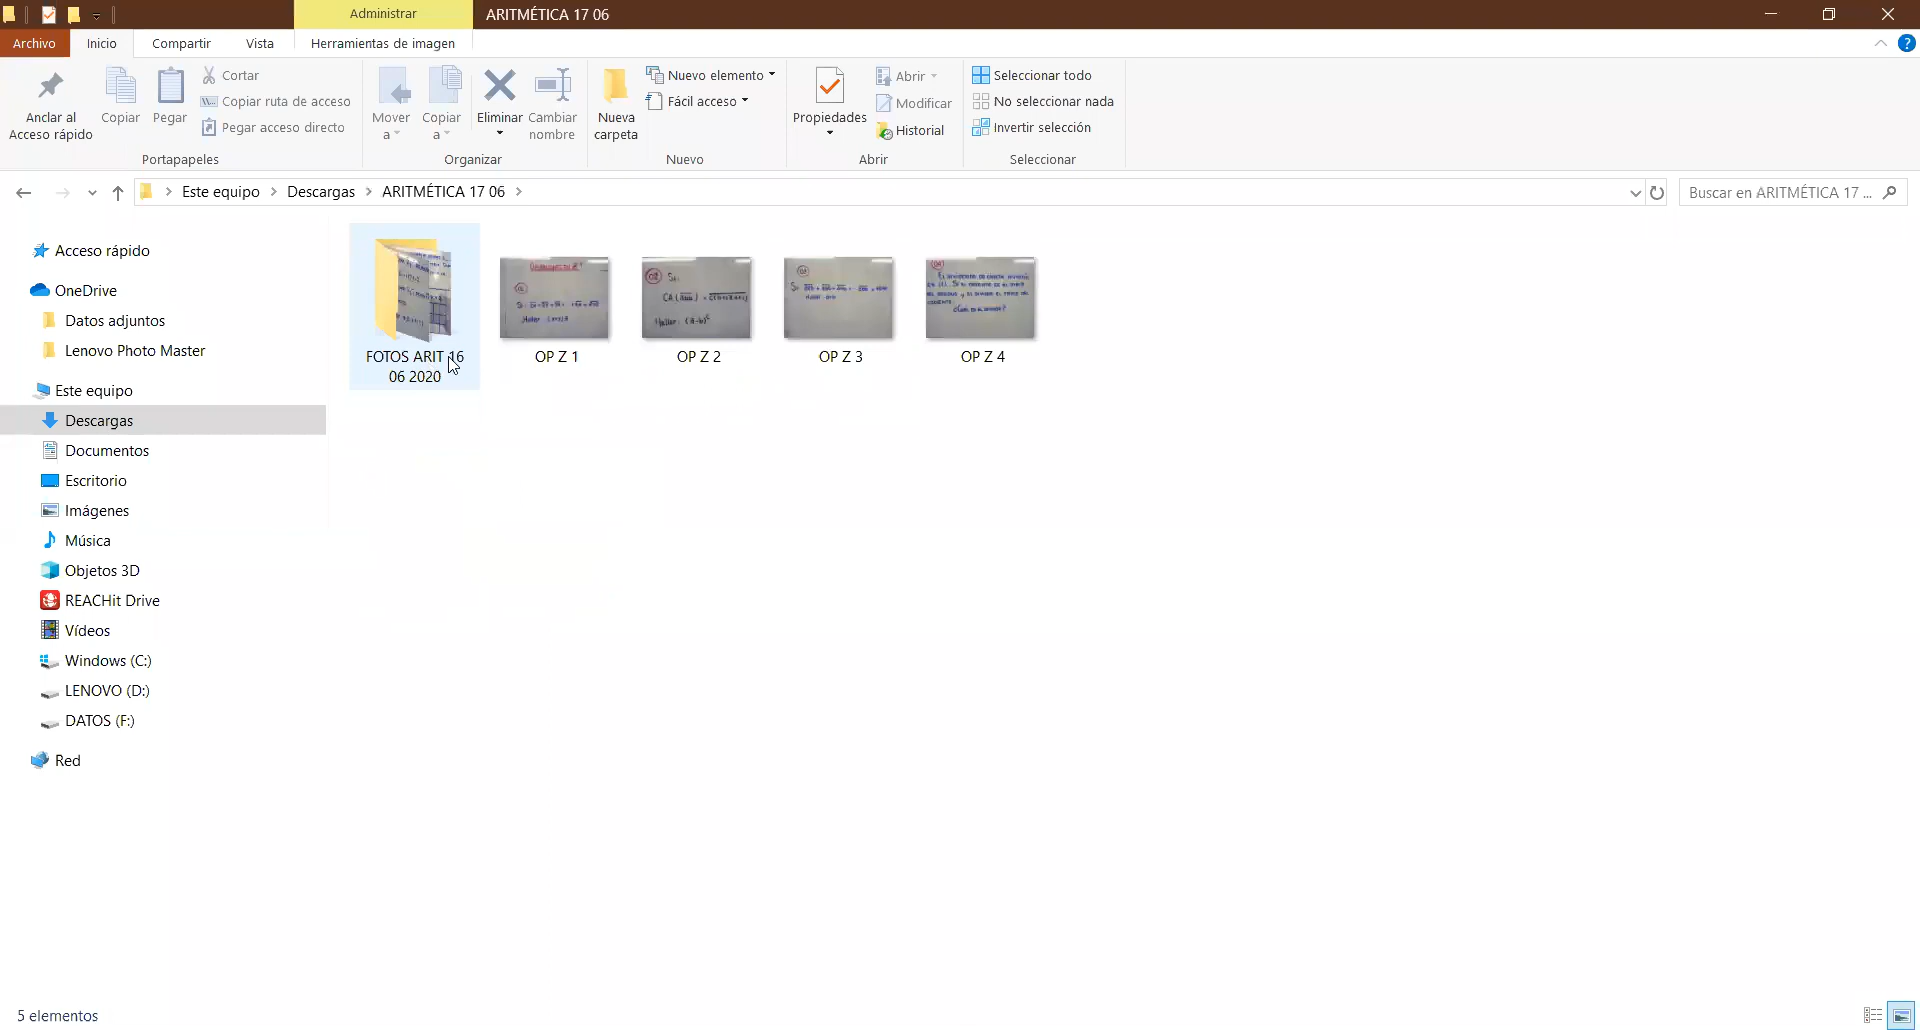 Administrar
ARITMÉTICA 17 06
Archivo
Inicio
Compartir
Vista
Herramientas de imagen
Anclar al
Acceso rápido
Copiar
Pegar
Cortar
Copiar ruta de acceso
Pegar acceso directo
Portapapeles
Mover
a
Copiar
a
Eliminar
Cambiar
nombre
Organizar
Nueva
carpeta
Nuevo elemento
Fácil acceso
Nuevo
Propiedades
Abrir
Modificar
Historial
Abrir
Seleccionar todo
No seleccionar nada
Invertir selección
Seleccionar
Este equipo
Descargas
ARITMÉTICA 17 06
Buscar en ARITMÉTICA 17 ...
Acceso rápido
OneDrive
Datos adjuntos
Lenovo Photo Master
Este equipo
Descargas
Documentos
Escritorio
Imágenes
Música
Objetos 3D
REACHit Drive
Vídeos
Windows (C:)
LENOVO (D:)
DATOS (F:)
Red
FOTOS ARIT 16
06 2020
OP Z 1
OP Z 2
OP Z 3
OP Z 4
5 elementos